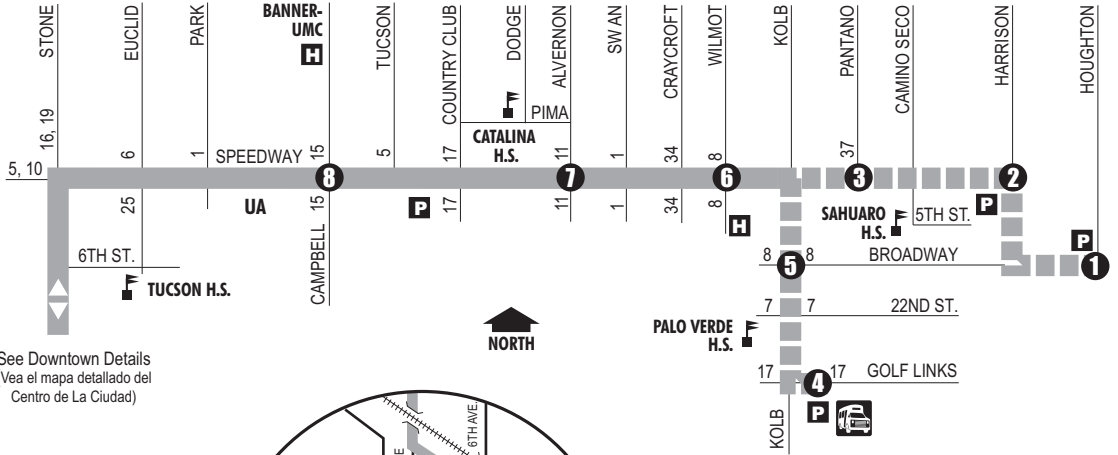 STONE
EUCLID
PARK
BANNER-
UMC
H
TUCSON
COUNTRY CLUB
DODGE
ALVERNON
SWAN
CRAYCROFT
WILMOT
KOLB
PANTANO
CAMINO SECO
HARRISON
HOUGHTON
16, 19
6
1
SPEEDWAY
15
5
17
PIMA
CATALINA
H.S.
11
1
34
8
37
5, 10
8
7
6
3
2
25
UA
15
CAMPBELL
P
17
11
1
34
8
H
SAHUARO
H.S.
5TH ST.
P
P
6TH ST.
TUCSON H.S.
8
5
8
BROADWAY
1
7
7
22ND ST.
PALO VERDE
H.S.
NORTH
17
4
17
GOLF LINKS
P
KOLB
See Downtown Details
(Vea el mapa detallado del
Centro de La Ciudad)
6TH AVE.